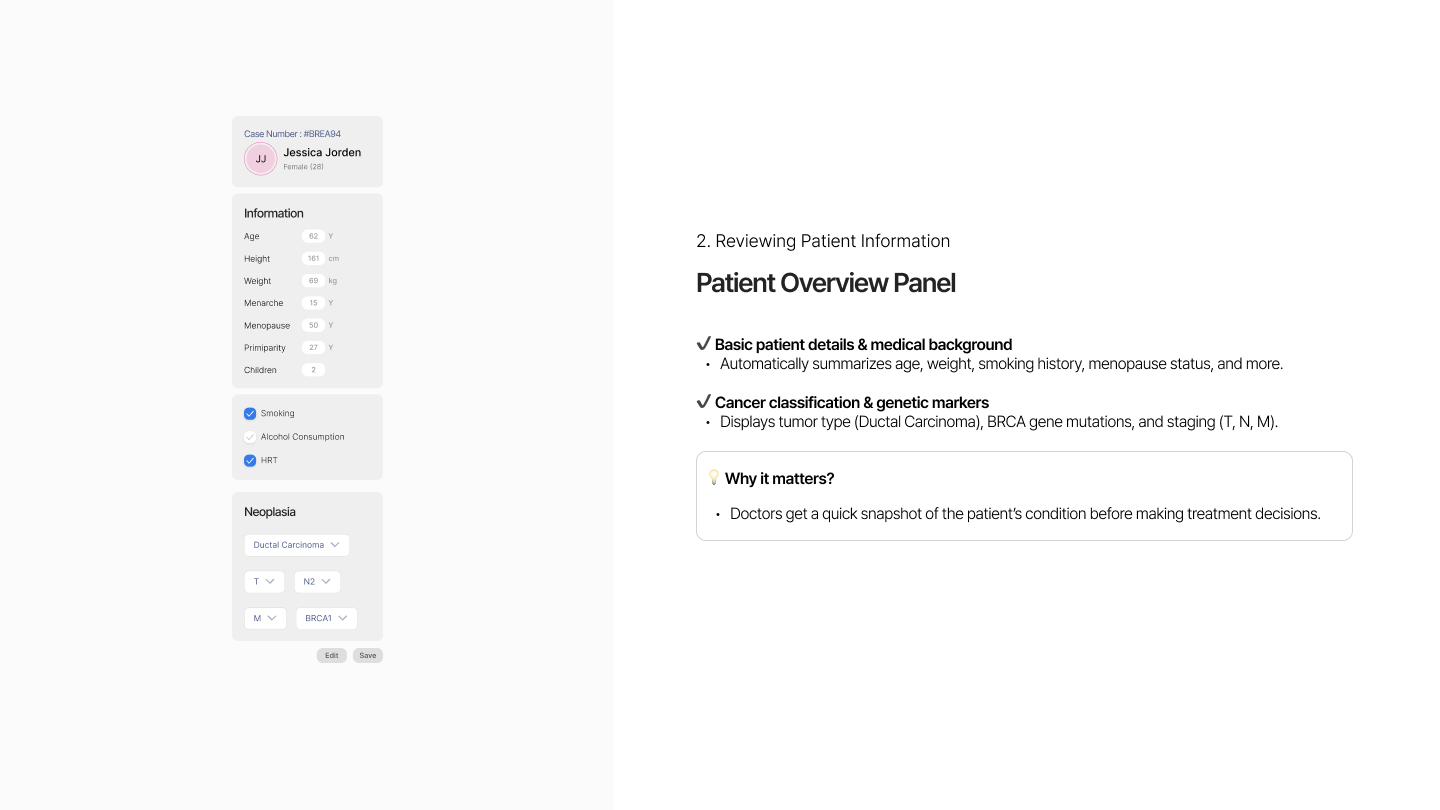 Case Number : #BREA94
JJ
Jessica Jorden
Female (28)
Information
Age 62 Y
Height 161 cm
Weight 69 kg
Menarche 15 Y
Menopause 50 Y
Primiparity 27 Y
Children 2
Smoking
Alcohol Consumption
HRT
Neoplasia
Ductal Carcinoma
T N2
M BRCA1
Edit Save
2. Reviewing Patient Information
Patient Overview Panel
✔ Basic patient details & medical background
• Automatically summarizes age, weight, smoking history, menopause status, and more.
✔ Cancer classification & genetic markers
• Displays tumor type (Ductal Carcinoma), BRCA gene mutations, and staging (T, N, M).
💡 Why it matters?
• Doctors get a quick snapshot of the patient’s condition before making treatment decisions.